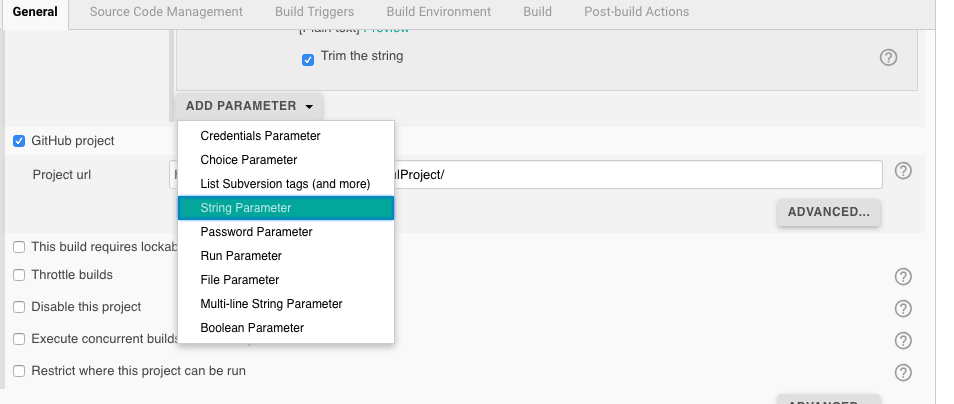 General Source Code Management Build Triggers Build Environment Build Post-build Actions
[Plain text] Preview
Trim the string
ADD PARAMETER
Credentials Parameter
GitHub project
Choice Parameter
Project url
lProject/
List Subversion tags (and more)
String Parameter
ADVANCED...
Password Parameter
This build requires lockab
Run Parameter
Throttle builds
File Parameter
Disable this project
Multi-line String Parameter
Boolean Parameter
Execute concurrent builds
Restrict where this project can be run
ADVANCED...